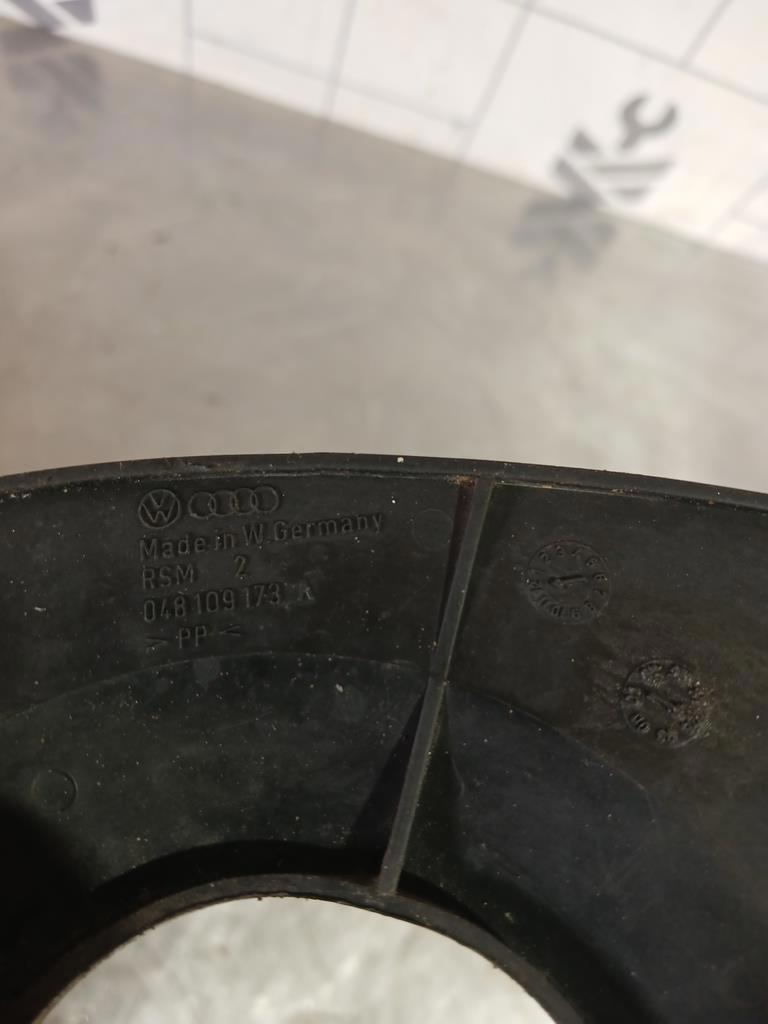 Made in W. Germany
RSM 2
048 109 173
> PP <